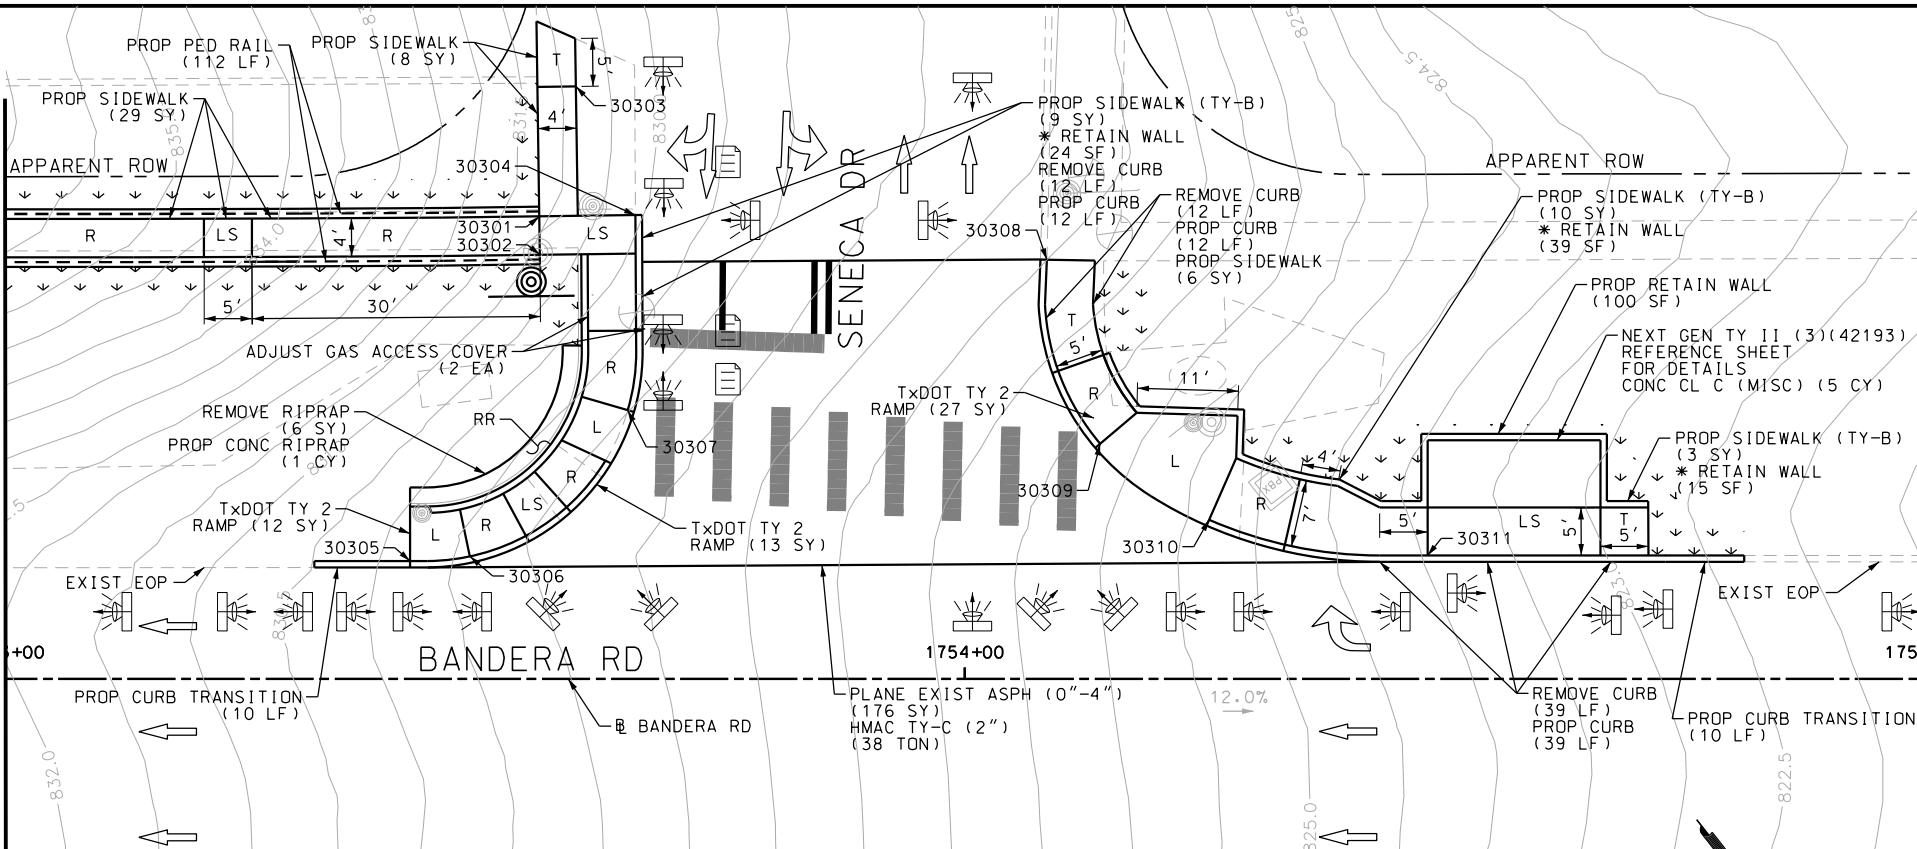 PROP PED RAIL
(112 LF)
PROP SIDEWALK
(8 SY)
PROP SIDEWALK
(29 SY)
APPARENT ROW
835.
831.
830
T
5'
4'
30303
30304
30301
30302
R
LS
4'
R
LS
834.0
5'
30'
ADJUST GAS ACCESS COVER
(2 EA)
REMOVE RIPRAP
(6 SY)
PROP CONC RIPRAP
(1 CY)
RR
TxDOT TY 2
RAMP (12 SY)
30305
EXIST EOP
L
R
LS
R
L
R
30306
30307
TxDOT TY 2
RAMP (13 SY)
SENECA DR
PROP SIDEWALK (TY-B)
(9 SY)
* RETAIN WALL
(24 SF)
REMOVE CURB
(12 LF)
PROP CURB
(12 LF)
30308
REMOVE CURB
(12 LF)
PROP CURB
(12 LF)
PROP SIDEWALK
(6 SY)
825
824.5
APPARENT ROW
PROP SIDEWALK (TY-B)
(10 SY)
* RETAIN WALL
(39 SF)
PROP RETAIN WALL
(100 SF)
NEXT GEN TY II (3)(42193)
REFERENCE SHEET
FOR DETAILS
CONC CL C (MISC) (5 CY)
PROP SIDEWALK (TY-B)
(3 SY)
* RETAIN WALL
(15 SF)
T
5'
R
11'
TxDOT TY 2
RAMP (27 SY)
30309
L
PBX
4'
R
7'
30310
5'
30311
LS
5'
T
5'
EXIST EOP
823.0
+00
BANDERA RD
1754+00
175
PROP CURB TRANSITION
(10 LF)
℄ BANDERA RD
PLANE EXIST ASPH (0"-4")
(176 SY)
HMAC TY-C (2")
(38 TON)
12.0%
REMOVE CURB
(39 LF)
PROP CURB
(39 LF)
PROP CURB TRANSITION
(10 LF)
832.0
825.0
822.5